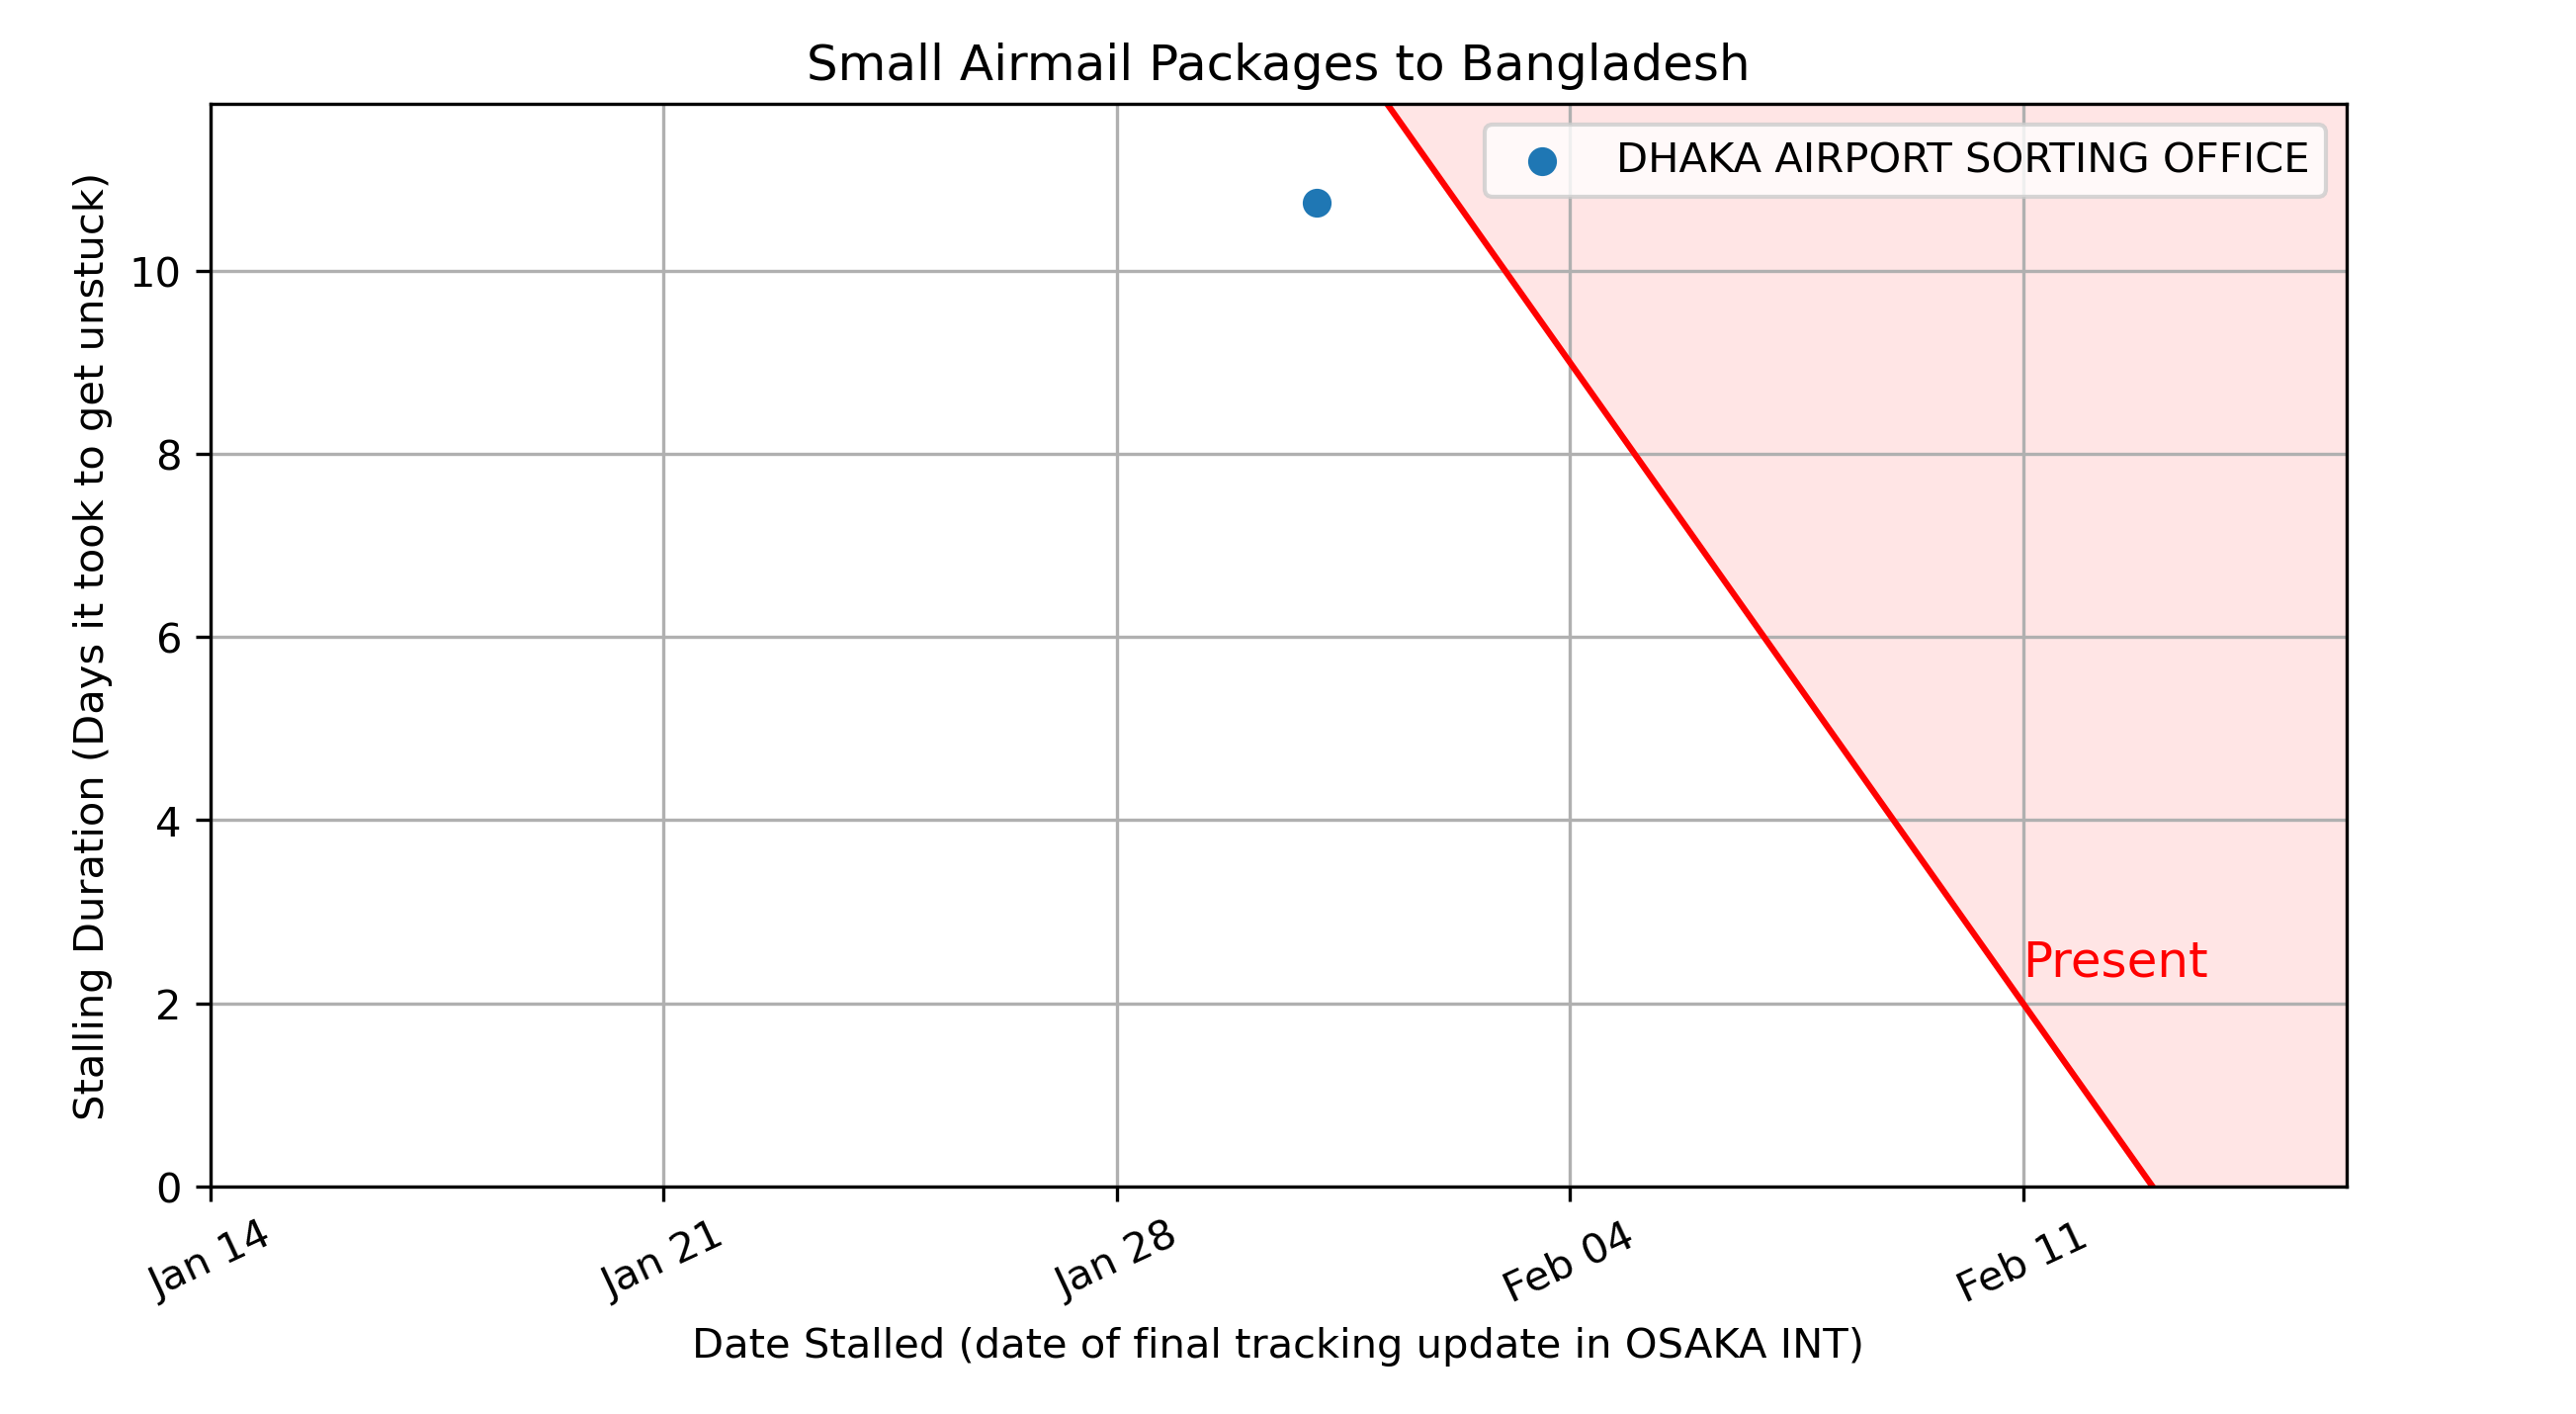 Small Airmail Packages to Bangladesh
DHAKA AIRPORT SORTING OFFICE
Stalling Duration (Days it took to get unstuck)
10
8
6
4
2
0
Present
Jan 14
Jan 21
Jan 28
Feb 04
Feb 11
Date Stalled (date of final tracking update in OSAKA INT)